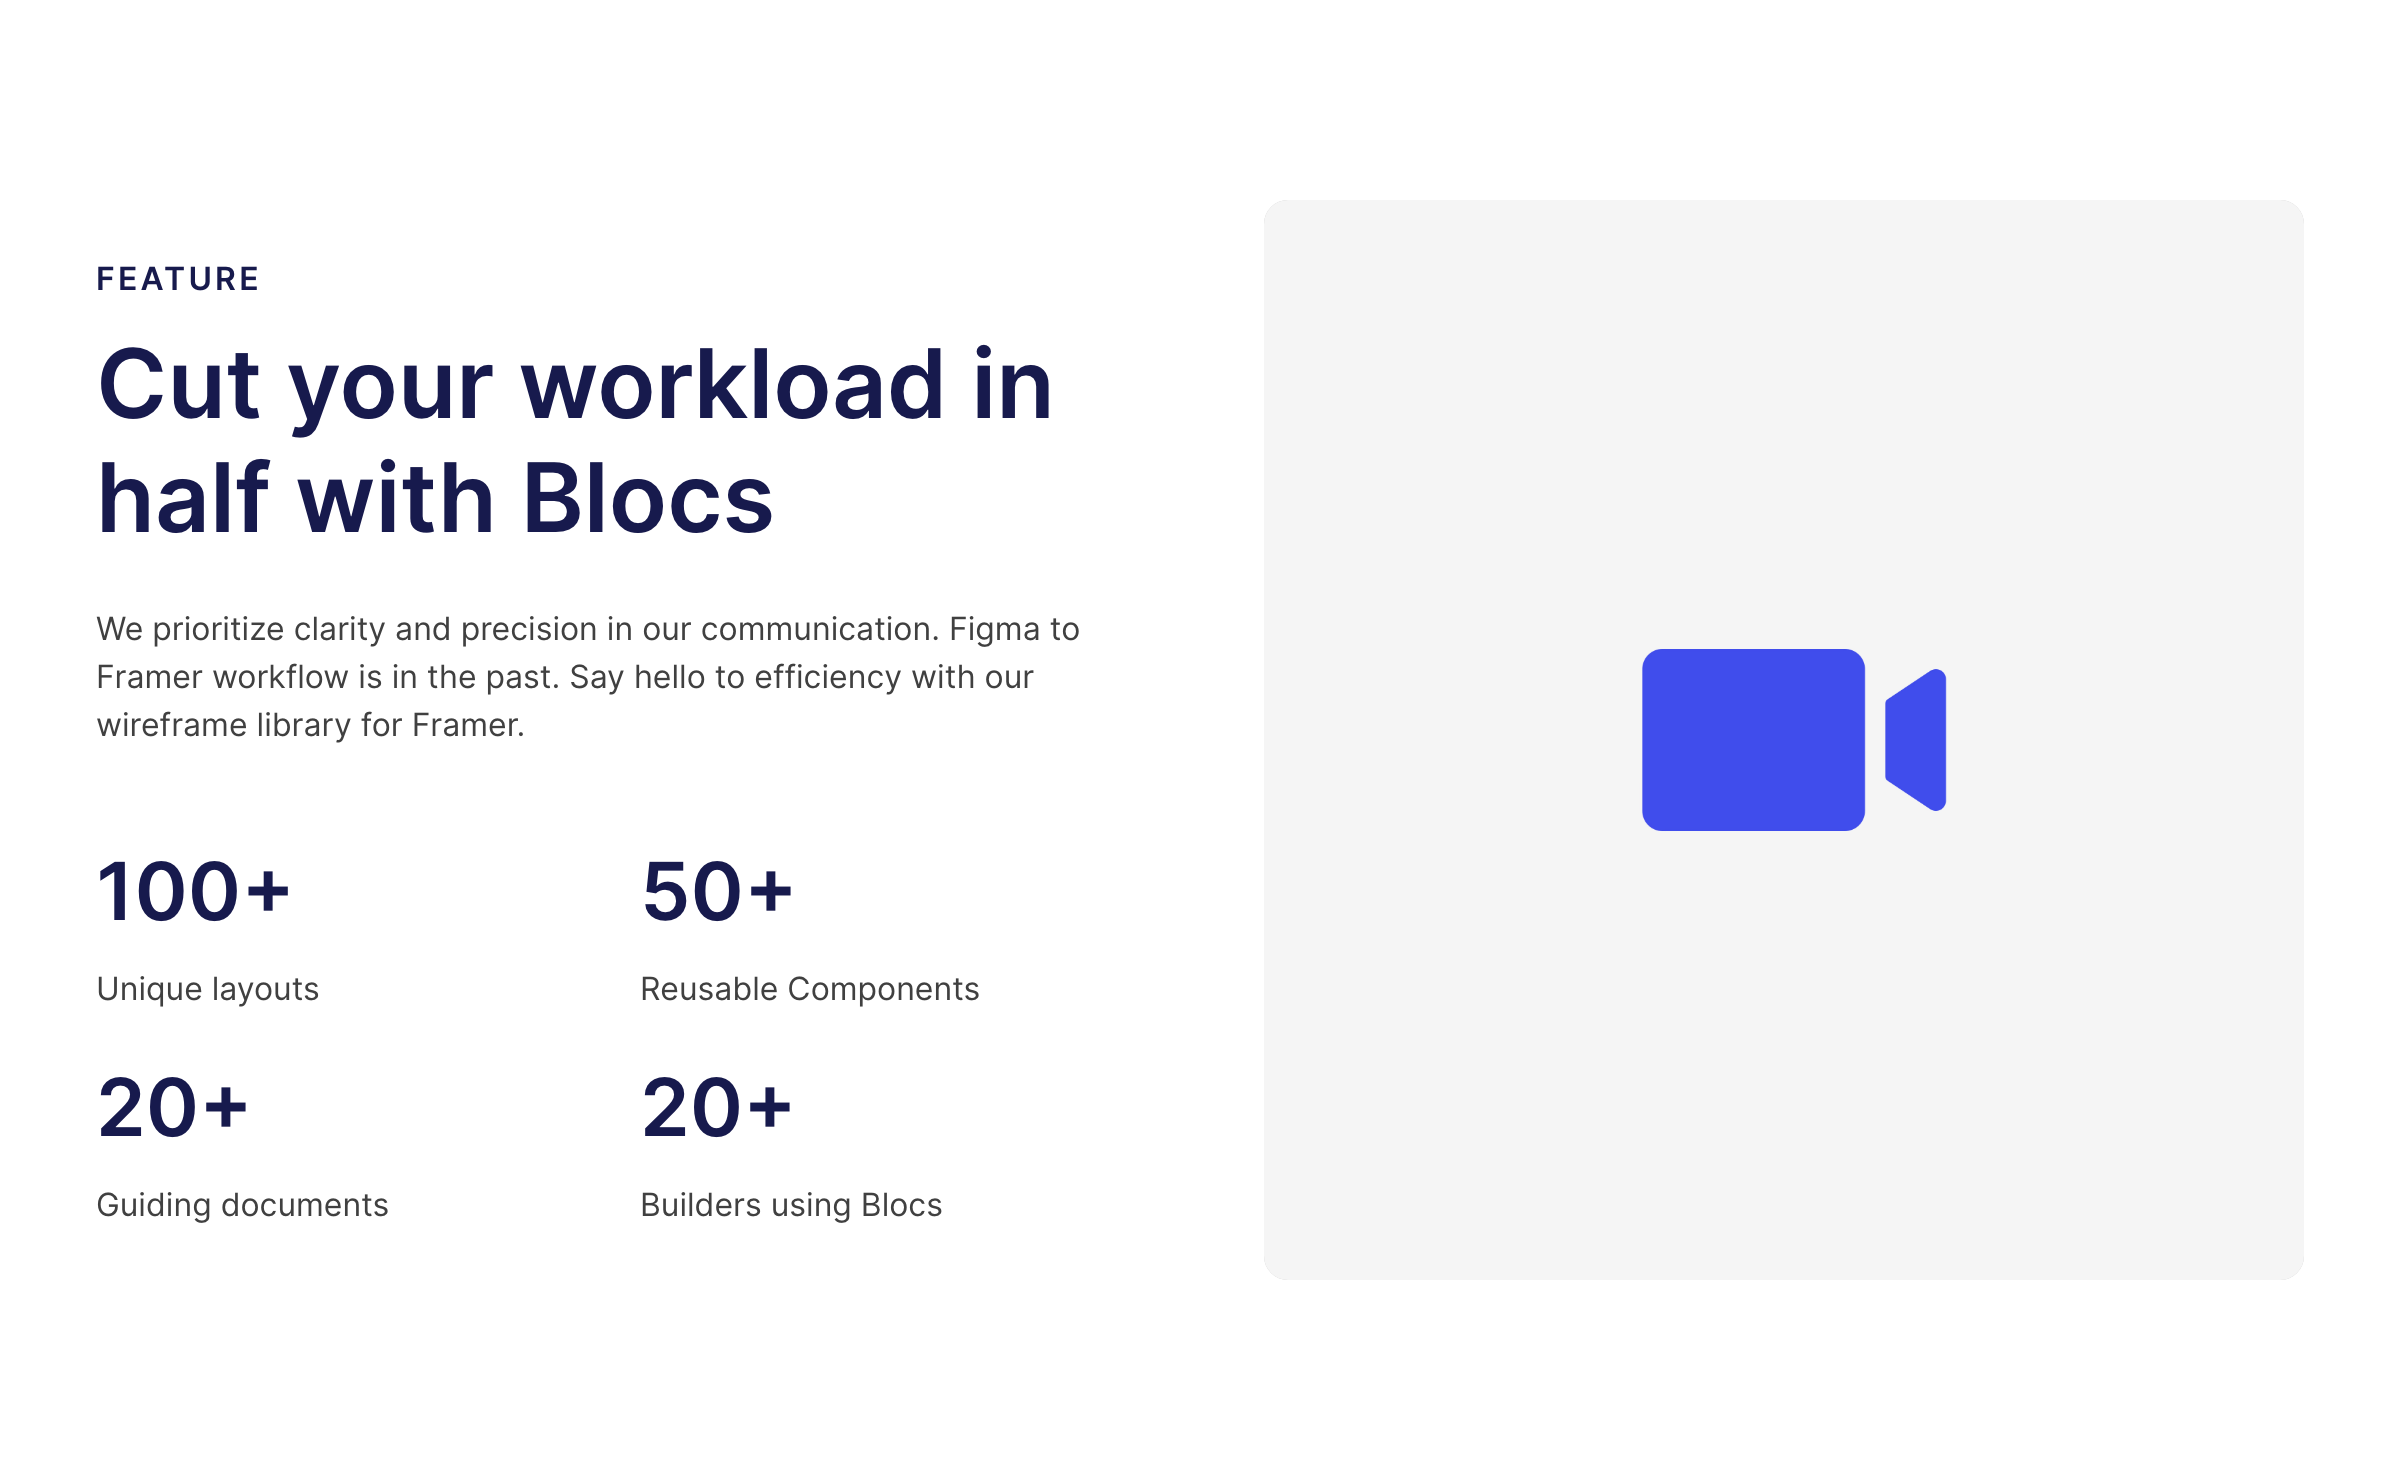 FEATURE
Cut your workload in
half with Blocs
We prioritize clarity and precision in our communication. Figma to
Framer workflow is in the past. Say hello to efficiency with our
wireframe library for Framer.
100+
Unique layouts
50+
Reusable Components
20+
Guiding documents
20+
Builders using Blocs